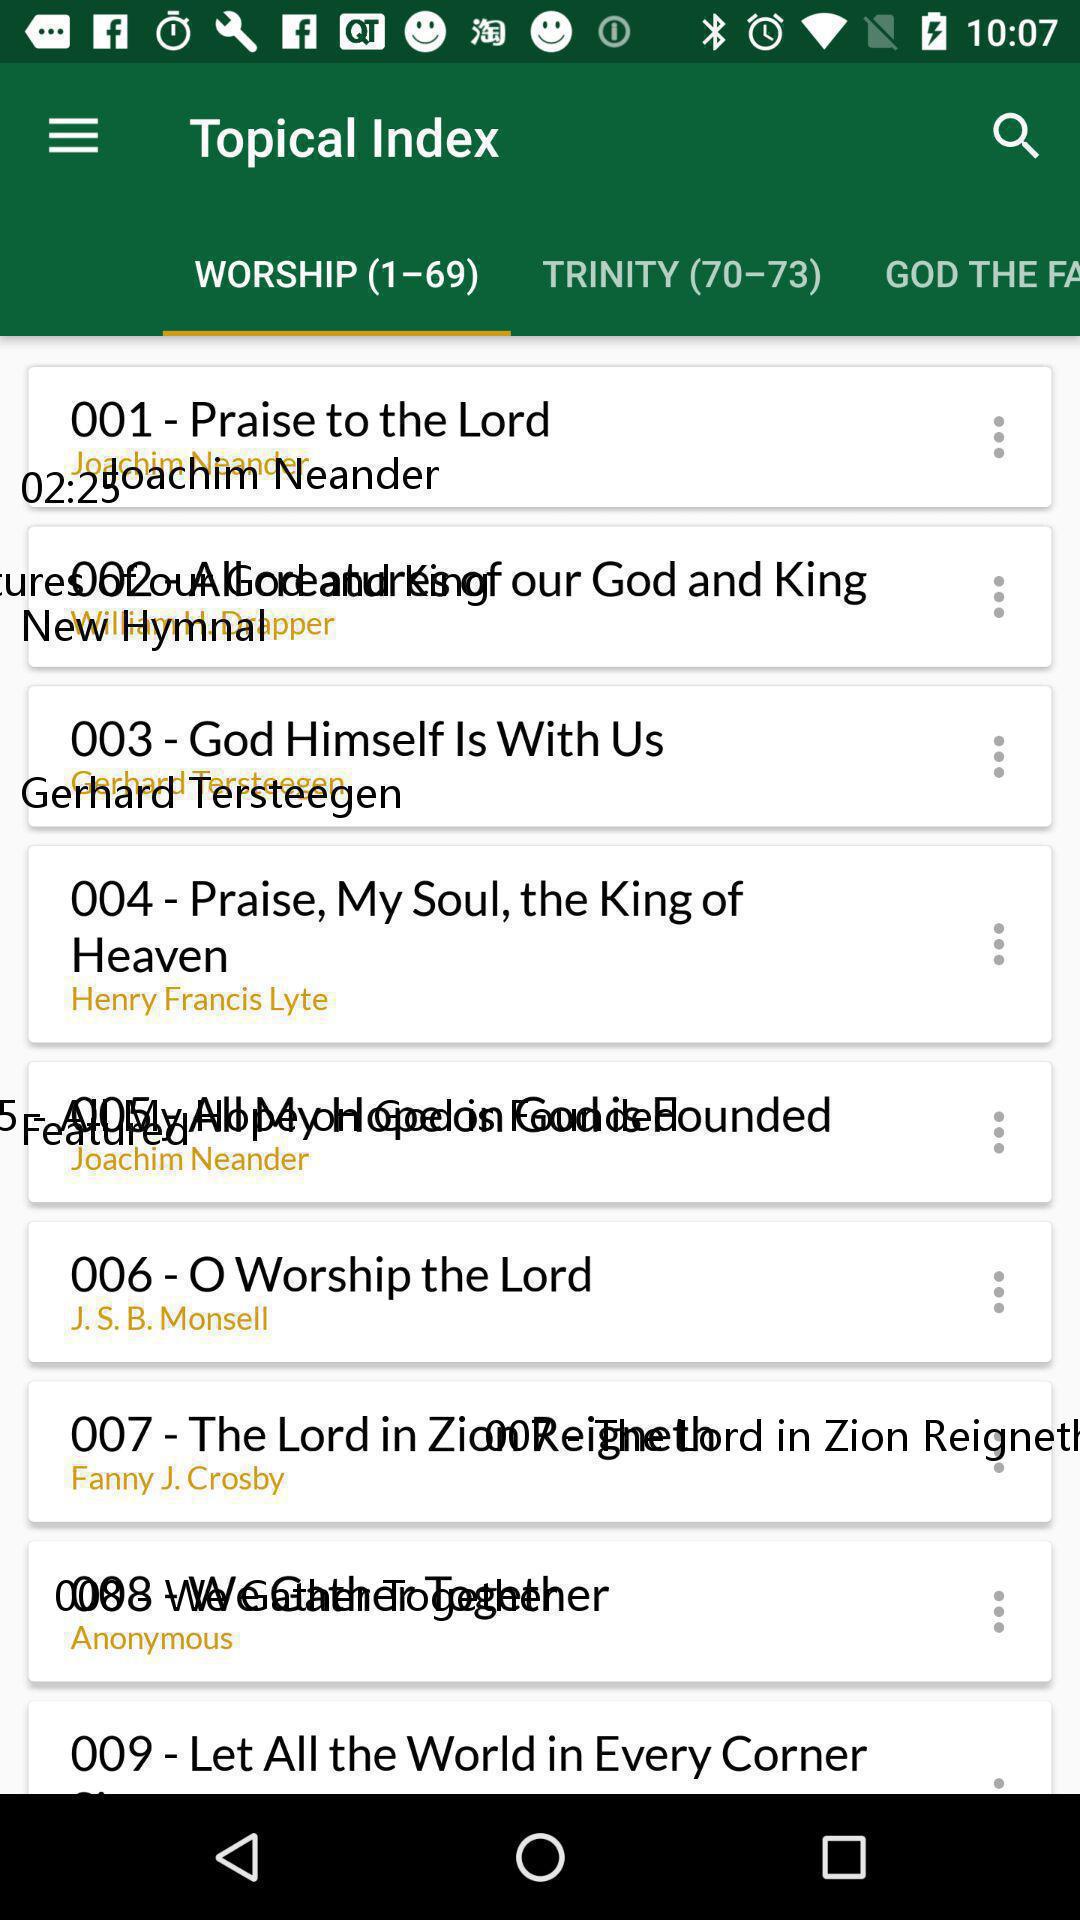 10:07
Topical Index
WORSHIP (1–69) TRINITY (70–73) GOD THE FA
001 - Praise to the Lord
Joachim Neander
Joachim Neander
02:25
002 - All creatures of our God and King
tures of our God and King
William H. Drapper
New Hymnal
003 - God Himself Is With Us
Gerhard Tersteegen
Gerhard Tersteegen
004 - Praise, My Soul, the King of
Heaven
Henry Francis Lyte
005 - All My Hope on God is Founded
5 - All My Hope on God is Founded
Featured
Joachim Neander
006 - O Worship the Lord
J. S. B. Monsell
007 - The Lord in Zion Reigneth
007 - The Lord in Zion Reigneth
Fanny J. Crosby
008 - We Gather Together
008 - We Gather Together
Anonymous
009 - Let All the World in Every Corner